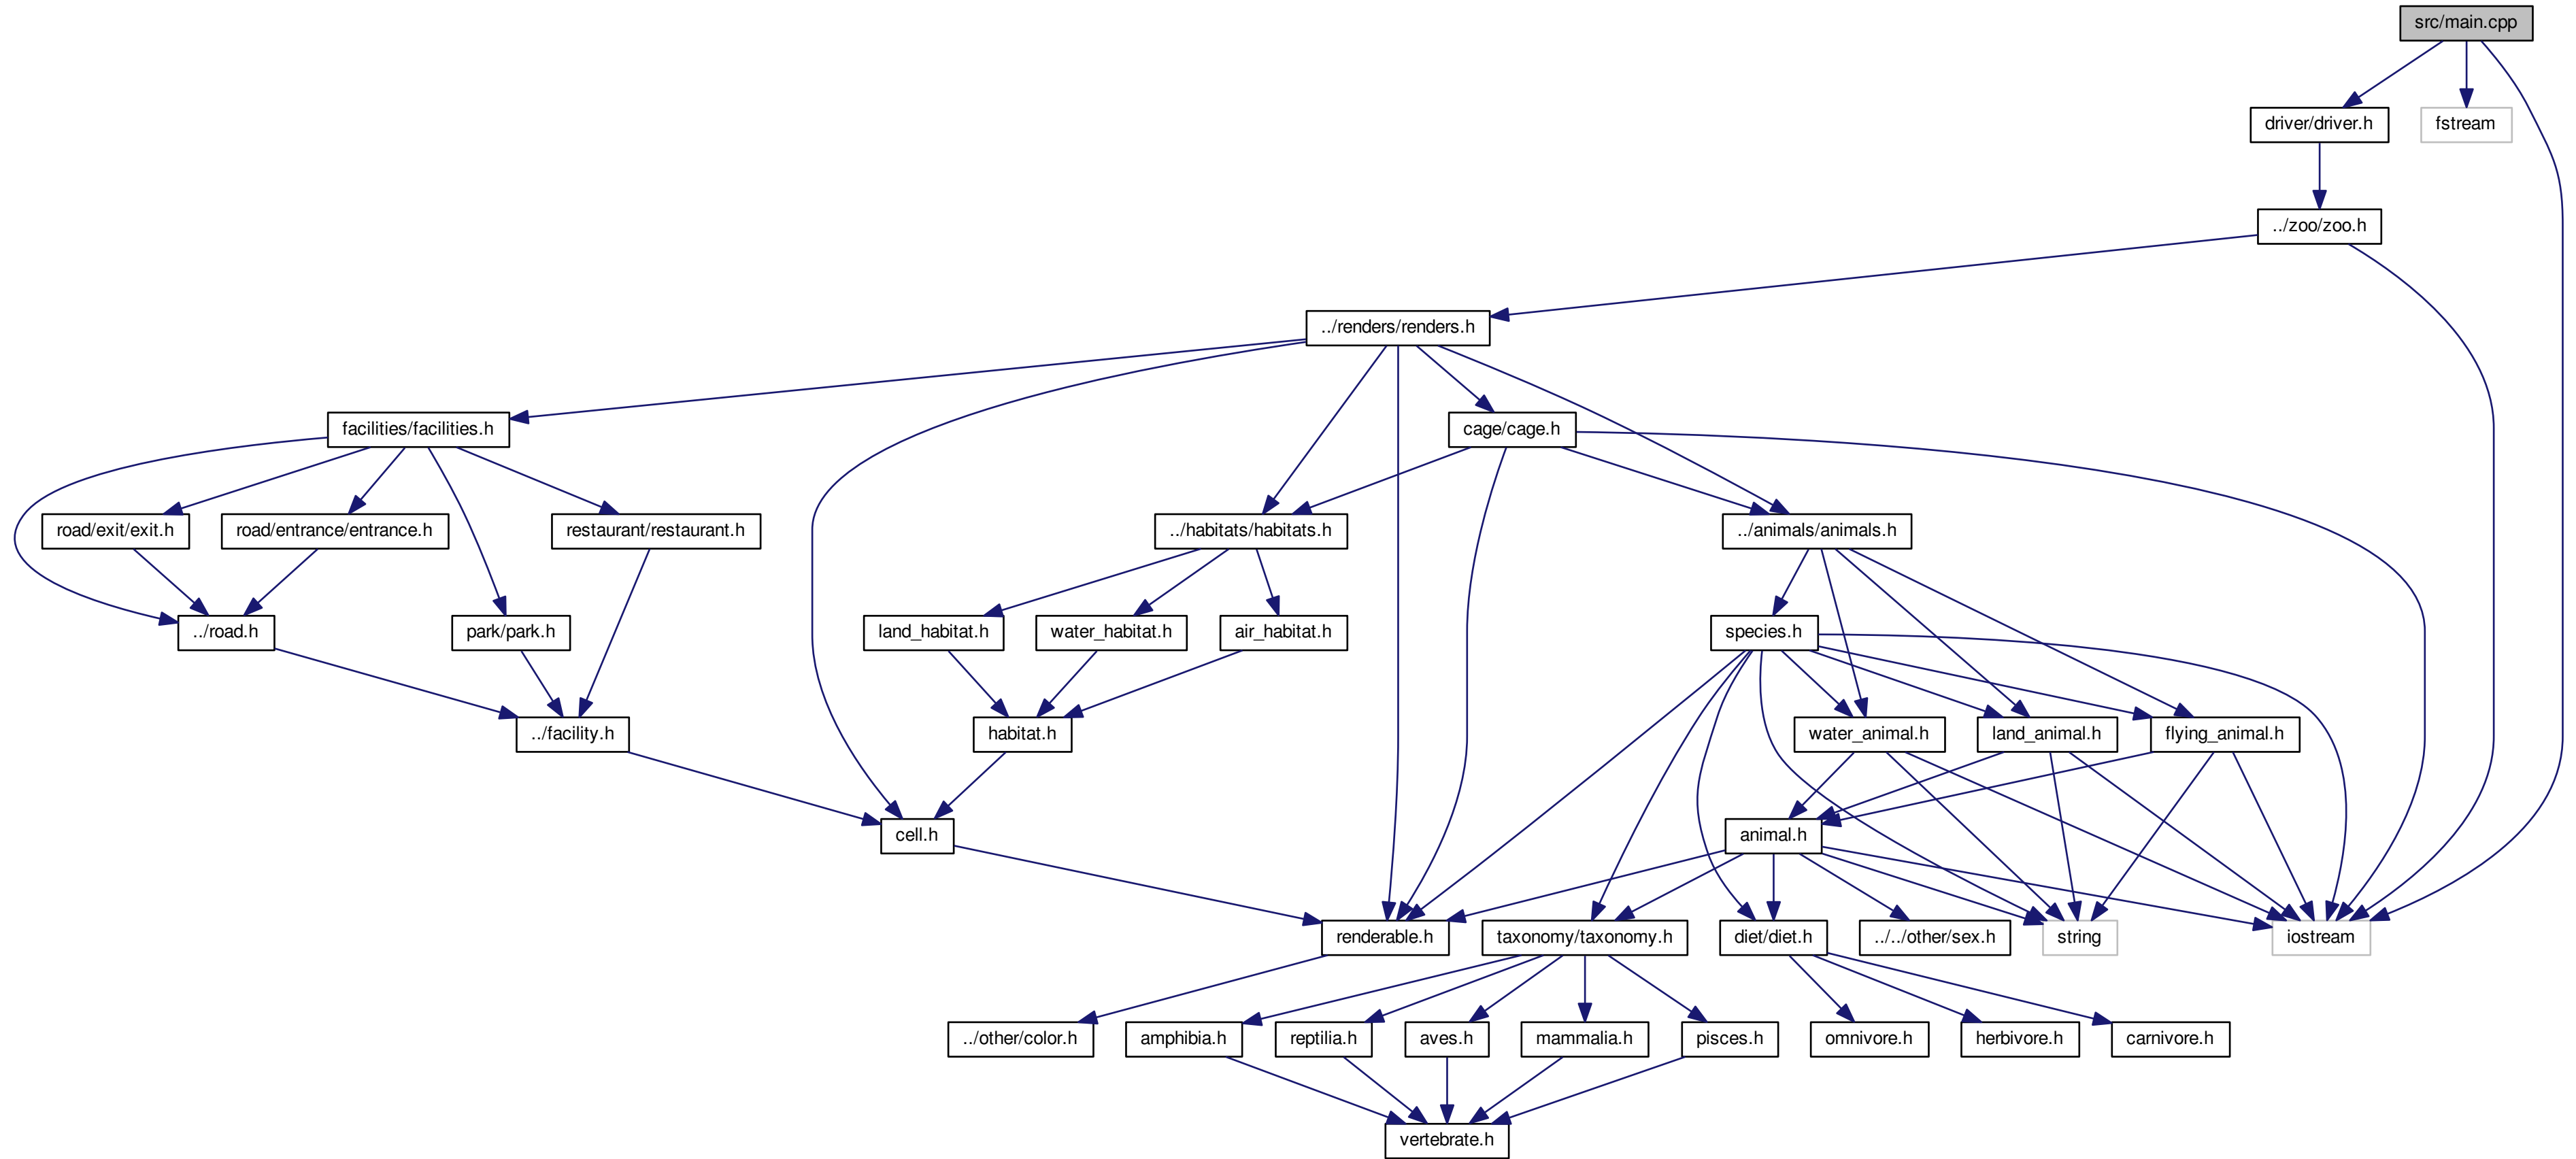 src/main.cpp
driver/driver.h
fstream
../zoo/zoo.h
../renders/renders.h
facilities/facilities.h
cage/cage.h
road/exit/exit.h
road/entrance/entrance.h
restaurant/restaurant.h
../habitats/habitats.h
../animals/animals.h
../road.h
park/park.h
land_habitat.h
water_habitat.h
air_habitat.h
species.h
../facility.h
habitat.h
water_animal.h
land_animal.h
flying_animal.h
cell.h
animal.h
renderable.h
taxonomy/taxonomy.h
diet/diet.h
../../other/sex.h
string
iostream
../other/color.h
amphibia.h
reptilia.h
aves.h
mammalia.h
pisces.h
omnivore.h
herbivore.h
carnivore.h
vertebrate.h